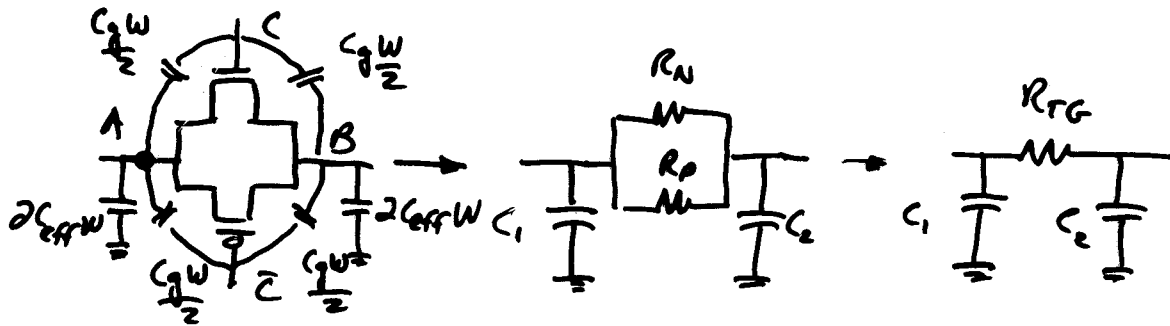 CgW/2
C
CgW/2
A
B
2CeffW
2CeffW
CgW/2
C̅
CgW/2
RN
RP
C1
C2
RTG
C1
C2